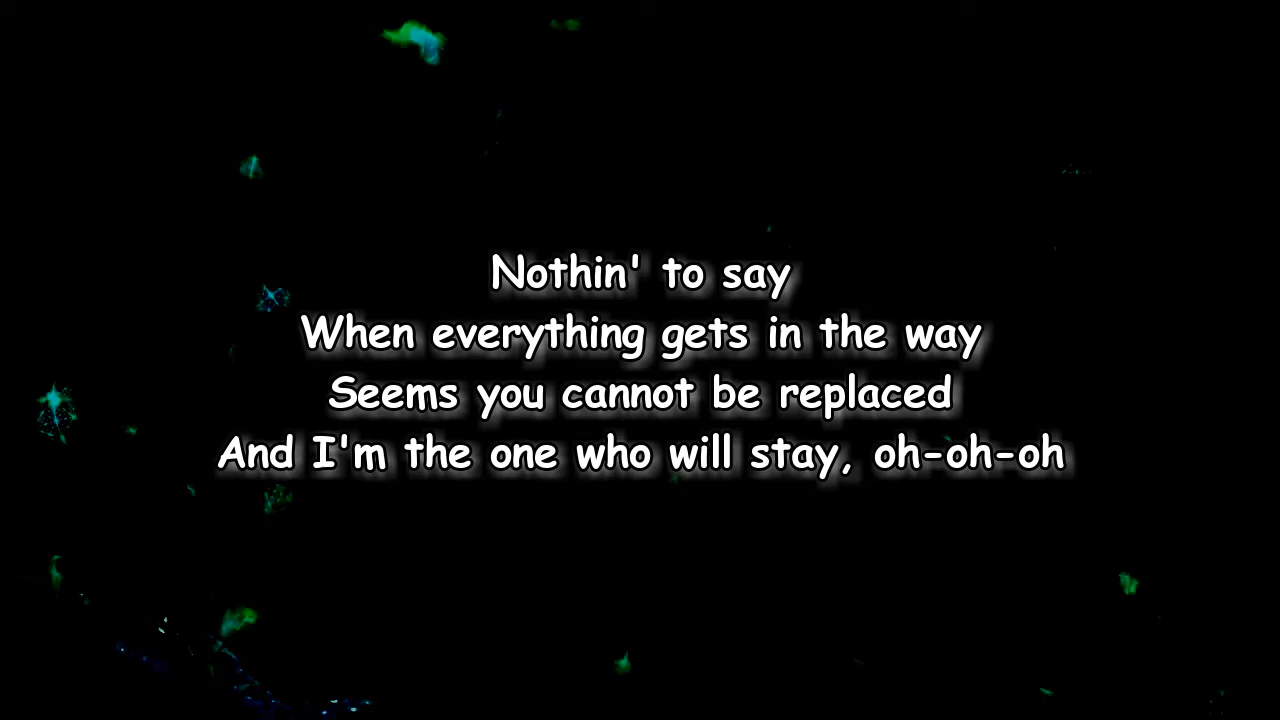 Nothin' to say
When everything gets in the way
Seems you cannot be replaced
And I'm the one who will stay, oh-oh-oh